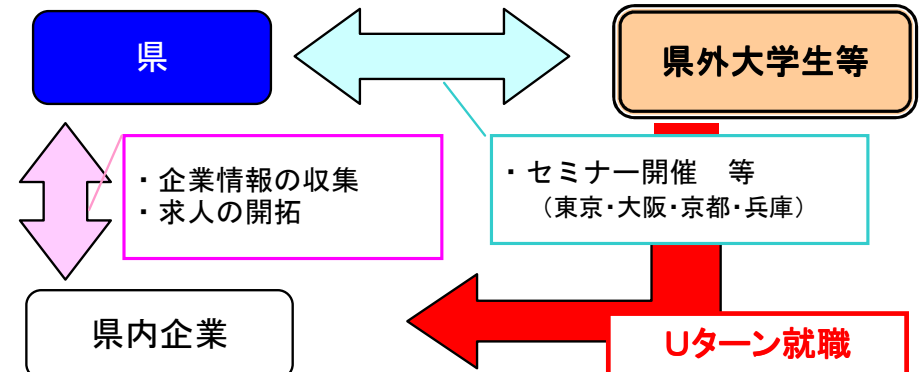 県
県外大学生等
・企業情報の収集
・求人の開拓
・セミナー開催　等
（東京・大阪・京都・兵庫）
県内企業
Uターン就職